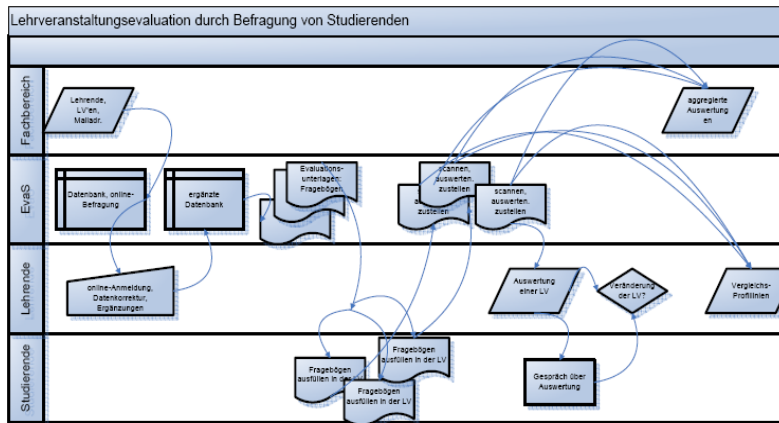 Lehrveranstaltungsevaluation durch Befragung von Studierenden
Fachbereich
Lehrende,
LV'en,
Mailadr.
aggregierte
Auswertung
en
EvaS
Datenbank, online-
Befragung
ergänzte
Datenbank
Evaluations-
unterlagen:
Fragebögen
scannen,
auswerten,
zustellen
zustellen
scannen,
auswerten.
zustellen
Lehrende
online-Anmeldung,
Datenkorrektur,
Ergänzungen
Auswertung
einer LV
Veränderung
der LV?
Vergleichs-
Profillinien
Studierende
Fragebögen
ausfüllen in der LV
Fragebögen
ausfüllen in der LV
Fragebögen
ausfüllen in der LV
Gespräch über
Auswertung